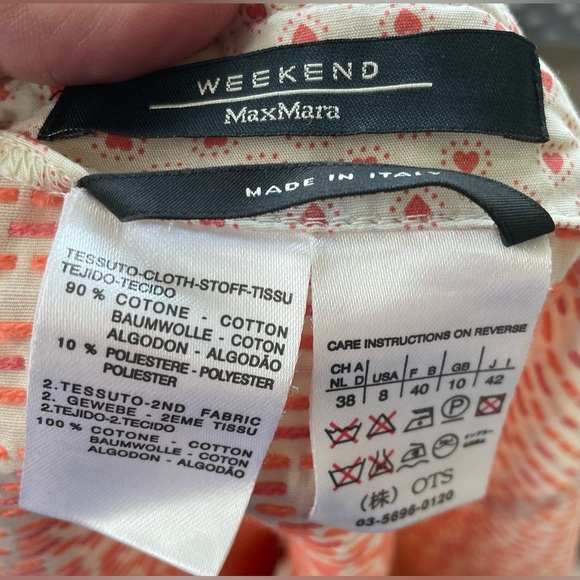 WEEKEND
MaxMara
MADE IN ITALY
TESSUTO-CLOTH-STOFF-TISSU
TEJIDO-TECIDO
90 % COTONE - COTTON
BAUMWOLLE - COTON
ALGODON - ALGODÃO
10 % POLIESTERE-POLYESTER
POLIESTER
2.TESSUTO-2ND FABRIC
2. GEWEBE - 2EME TISSU
2.TEJIDO-2.TECIDO
100 % COTONE - COTTON
BAUMWOLLE - COTON
ALGODON - ALGODÃO
CARE INSTRUCTIONS ON REVERSE
CH A NL D USA F B GB J I
38 8 40 10 42
P
(株) OTS
03-5696-0120